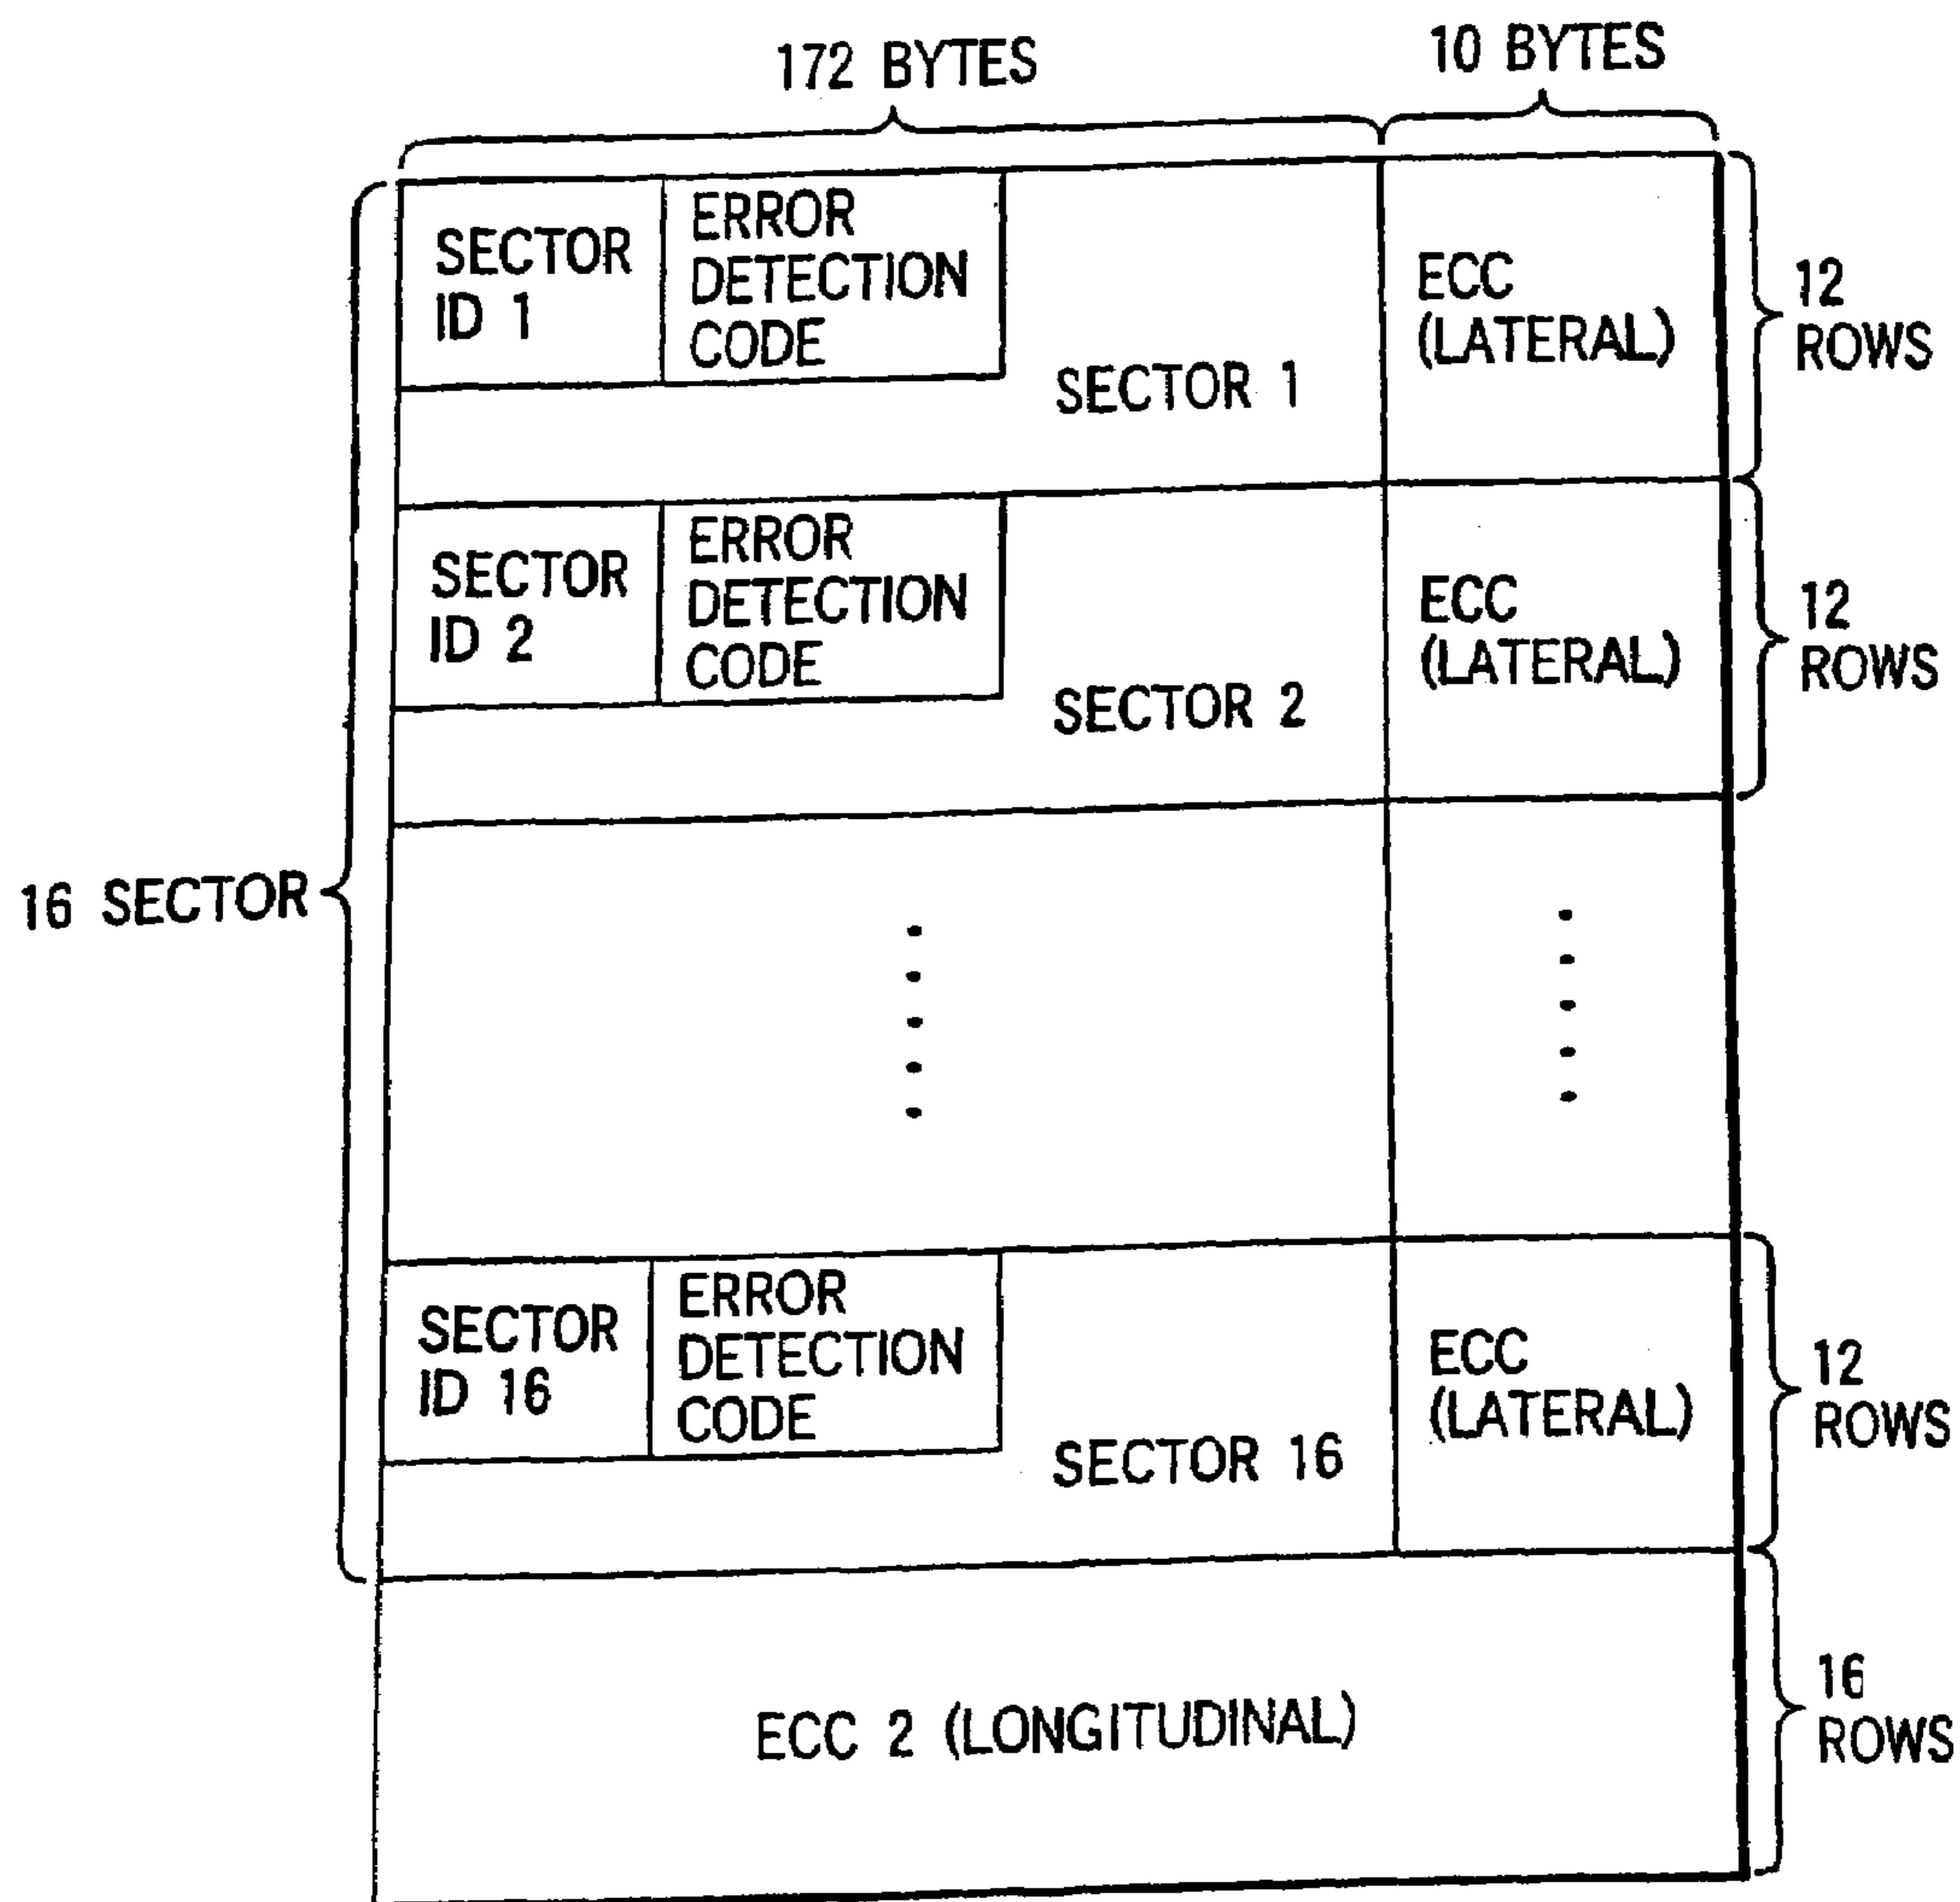 172 BYTES
10 BYTES
SECTOR
ID 1
ERROR
DETECTION
CODE
SECTOR 1
ECC
(LATERAL)
12
ROWS
SECTOR
ID 2
ERROR
DETECTION
CODE
SECTOR 2
ECC
(LATERAL)
12
ROWS
16 SECTOR
SECTOR
ID 16
ERROR
DETECTION
CODE
SECTOR 16
ECC
(LATERAL)
12
ROWS
ECC 2 (LONGITUDINAL)
16
ROWS